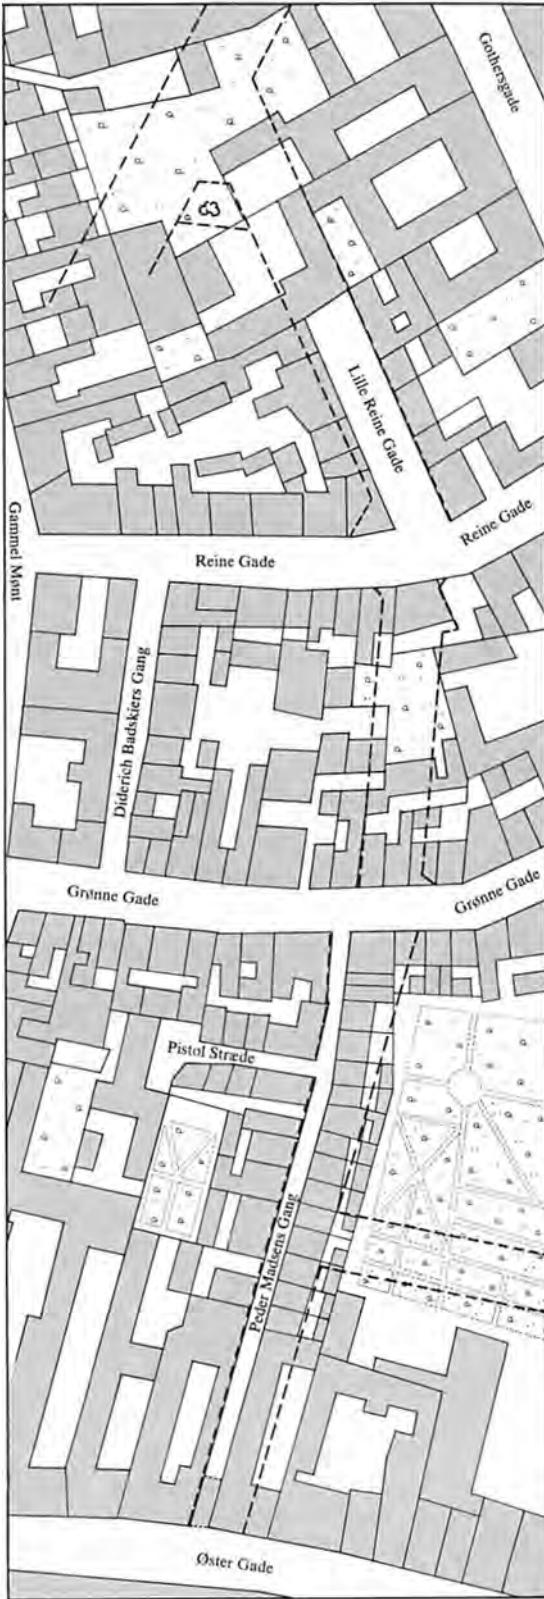 Gothersgade
63
Lille Reine Gade
Reine Gade
Gammel Mønt
Reine Gade
Diderich Badskiers Gang
Grønne Gade
Grønne Gade
Pistol Stræde
Peder Madsens Gang
Øster Gade